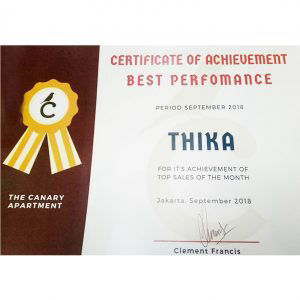 CERTIFICATE OF ACHIEVEMENT
BEST PERFOMANCE
PERIOD SEPTEMBER 2018
THIKA
FOR IT'S ACHIEVEMENT OF
TOP SALES OF THE MONTH
Jakarta, September 2018
Clement Francis
C
THE CANARY
APARTMENT